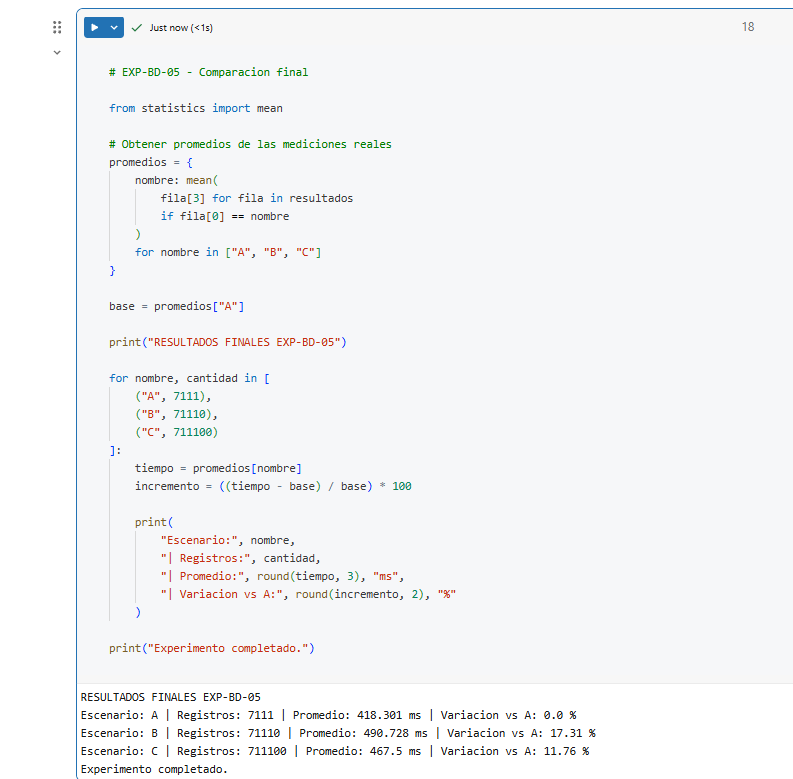 Just now (<1s)
18
# EXP-BD-05 - Comparacion final
from statistics import mean
# Obtener promedios de las mediciones reales
promedios = {
nombre: mean(
fila[3] for fila in resultados
if fila[0] == nombre
)
for nombre in ["A", "B", "C"]
}
base = promedios["A"]
print("RESULTADOS FINALES EXP-BD-05")
for nombre, cantidad in [
("A", 7111),
("B", 71110),
("C", 711100)
]:
tiempo = promedios[nombre]
incremento = ((tiempo - base) / base) * 100
print(
"Escenario:", nombre,
"| Registros:", cantidad,
"| Promedio:", round(tiempo, 3), "ms",
"| Variacion vs A:", round(incremento, 2), "%"
)
print("Experimento completado.")
RESULTADOS FINALES EXP-BD-05
Escenario: A | Registros: 7111 | Promedio: 418.301 ms | Variacion vs A: 0.0 %
Escenario: B | Registros: 71110 | Promedio: 490.728 ms | Variacion vs A: 17.31 %
Escenario: C | Registros: 711100 | Promedio: 467.5 ms | Variacion vs A: 11.76 %
Experimento completado.